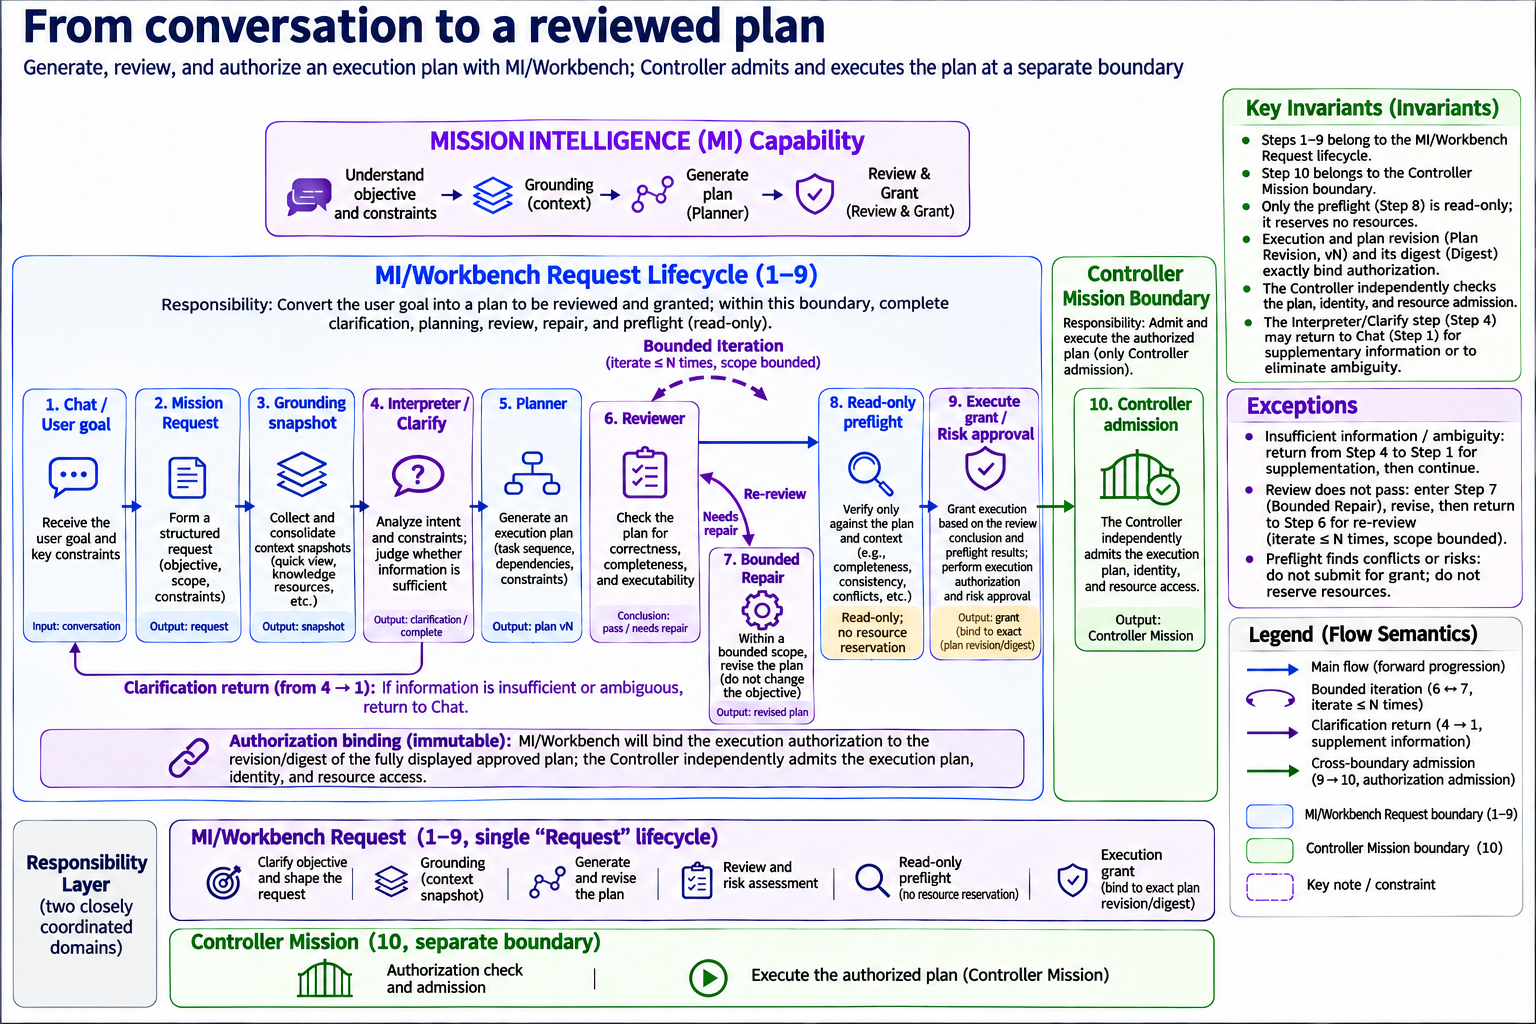 From conversation to a reviewed plan
Generate, review, and authorize an execution plan with MI/Workbench; Controller admits and executes the plan at a separate boundary
MISSION INTELLIGENCE (MI) Capability
Understand
objective
and constraints
Grounding
(context)
Generate
plan
(Planner)
Review &
Grant
(Review & Grant)
MI/Workbench Request Lifecycle (1–9)
Responsibility: Convert the user goal into a plan to be reviewed and granted; within this boundary, complete
clarification, planning, review, repair, and preflight (read-only).
Bounded Iteration
(iterate ≤ N times, scope bounded)
1. Chat /
User goal
Receive the
user goal and
key constraints
Input: conversation
2. Mission
Request
Form a
structured
request
(objective,
scope,
constraints)
Output: request
3. Grounding
snapshot
Collect and
consolidate
context snapshots
(quick view,
knowledge
resources,
etc.)
Output: snapshot
4. Interpreter /
Clarify
?
Analyze intent
and constraints;
judge whether
information is
sufficient
Output: clarification /
complete
5. Planner
Generate an
execution plan
(task sequence,
dependencies,
constraints)
Output: plan vN
6. Reviewer
Check the
plan for
correctness,
completeness,
and executability
Conclusion:
pass / needs repair
Re-review
Needs
repair
7. Bounded
Repair
Within a
bounded scope,
revise the plan
(do not change
the objective)
Output: revised plan
8. Read-only
preflight
Verify only
against the plan
and context
(e.g.,
completeness,
consistency,
conflicts, etc.)
Read-only;
no resource
reservation
9. Execute
grant /
Risk approval
Grant execution
based on the review
conclusion and
preflight results;
perform execution
authorization
and risk approval
Output: grant
(bind to exact
(plan revision/digest)
Clarification return (from 4 → 1): If information is insufficient or ambiguous,
return to Chat.
Authorization binding (immutable): MI/Workbench will bind the execution authorization to the
revision/digest of the fully displayed approved plan; the Controller independently admits the execution plan,
identity, and resource access.
Controller
Mission Boundary
Responsibility: Admit and
execute the authorized
plan (only Controller
admission).
10. Controller
admission
The Controller
independently
admits the execution
plan, identity,
and resource access.
Output:
Controller Mission
Key Invariants (Invariants)
• Steps 1–9 belong to the MI/Workbench
Request lifecycle.
• Step 10 belongs to the Controller
Mission boundary.
• Only the preflight (Step 8) is read-only;
it reserves no resources.
• Execution and plan revision (Plan
Revision, vN) and its digest (Digest)
exactly bind authorization.
• The Controller independently checks
the plan, identity, and resource admission.
• The Interpreter/Clarify step (Step 4)
may return to Chat (Step 1) for
supplementary information or to
eliminate ambiguity.
Exceptions
• Insufficient information / ambiguity:
return from Step 4 to Step 1 for
supplementation, then continue.
• Review does not pass: enter Step 7
(Bounded Repair), revise, then return
to Step 6 for re-review
(iterate ≤ N times, scope bounded).
• Preflight finds conflicts or risks:
do not submit for grant; do not
reserve resources.
Legend (Flow Semantics)
Main flow (forward progression)
Bounded iteration (6 ↔ 7,
iterate ≤ N times)
Clarification return (4 → 1,
supplement information)
Cross-boundary admission
(9 → 10, authorization admission)
MI/Workbench Request boundary (1–9)
Controller Mission boundary (10)
Key note / constraint
Responsibility
Layer
(two closely
coordinated
domains)
MI/Workbench Request (1–9, single “Request” lifecycle)
Clarify objective
and shape the
request
Grounding
(context
snapshot)
Generate
and revise
the plan
Review and
risk assessment
Read-only
preflight
(no resource reservation)
Execution
grant
(bind to exact plan
revision/digest)
Controller Mission (10, separate boundary)
Authorization check
and admission
Execute the authorized plan (Controller Mission)